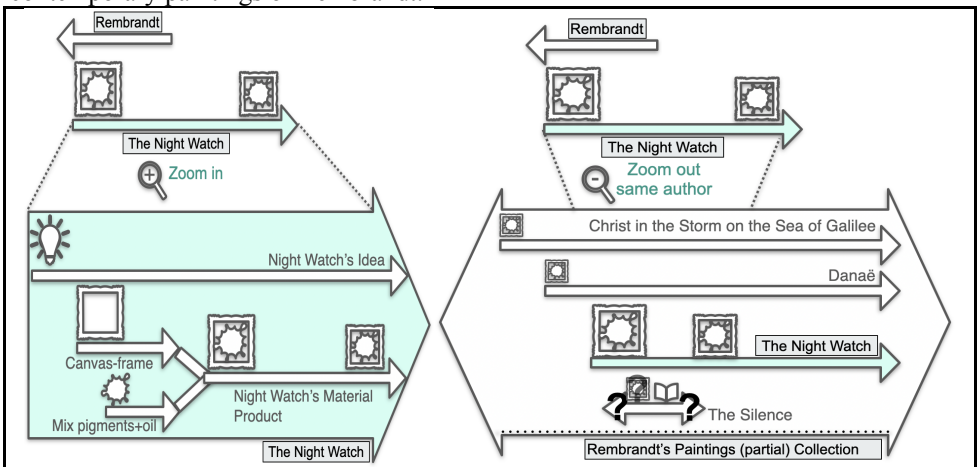 Rembrandt
The Night Watch
Zoom in
Night Watch's Idea
Canvas-frame
Mix pigments+oil
Night Watch's Material
Product
The Night Watch
Rembrandt
The Night Watch
Zoom out
same author
Christ in the Storm on the Sea of Galilee
Danaë
The Night Watch
? ?
The Silence
Rembrandt's Paintings (partial) Collection